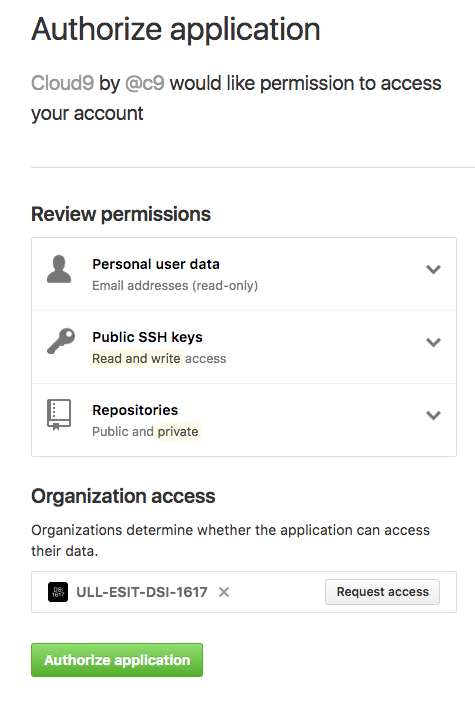 Authorize application
Cloud9 by @c9 would like permission to access
your account
Review permissions
Personal user data
Email addresses (read-only)
Public SSH keys
Read and write access
Repositories
Public and private
Organization access
Organizations determine whether the application can access
their data.
DSI
1617
ULL-ESIT-DSI-1617
Request access
Authorize application